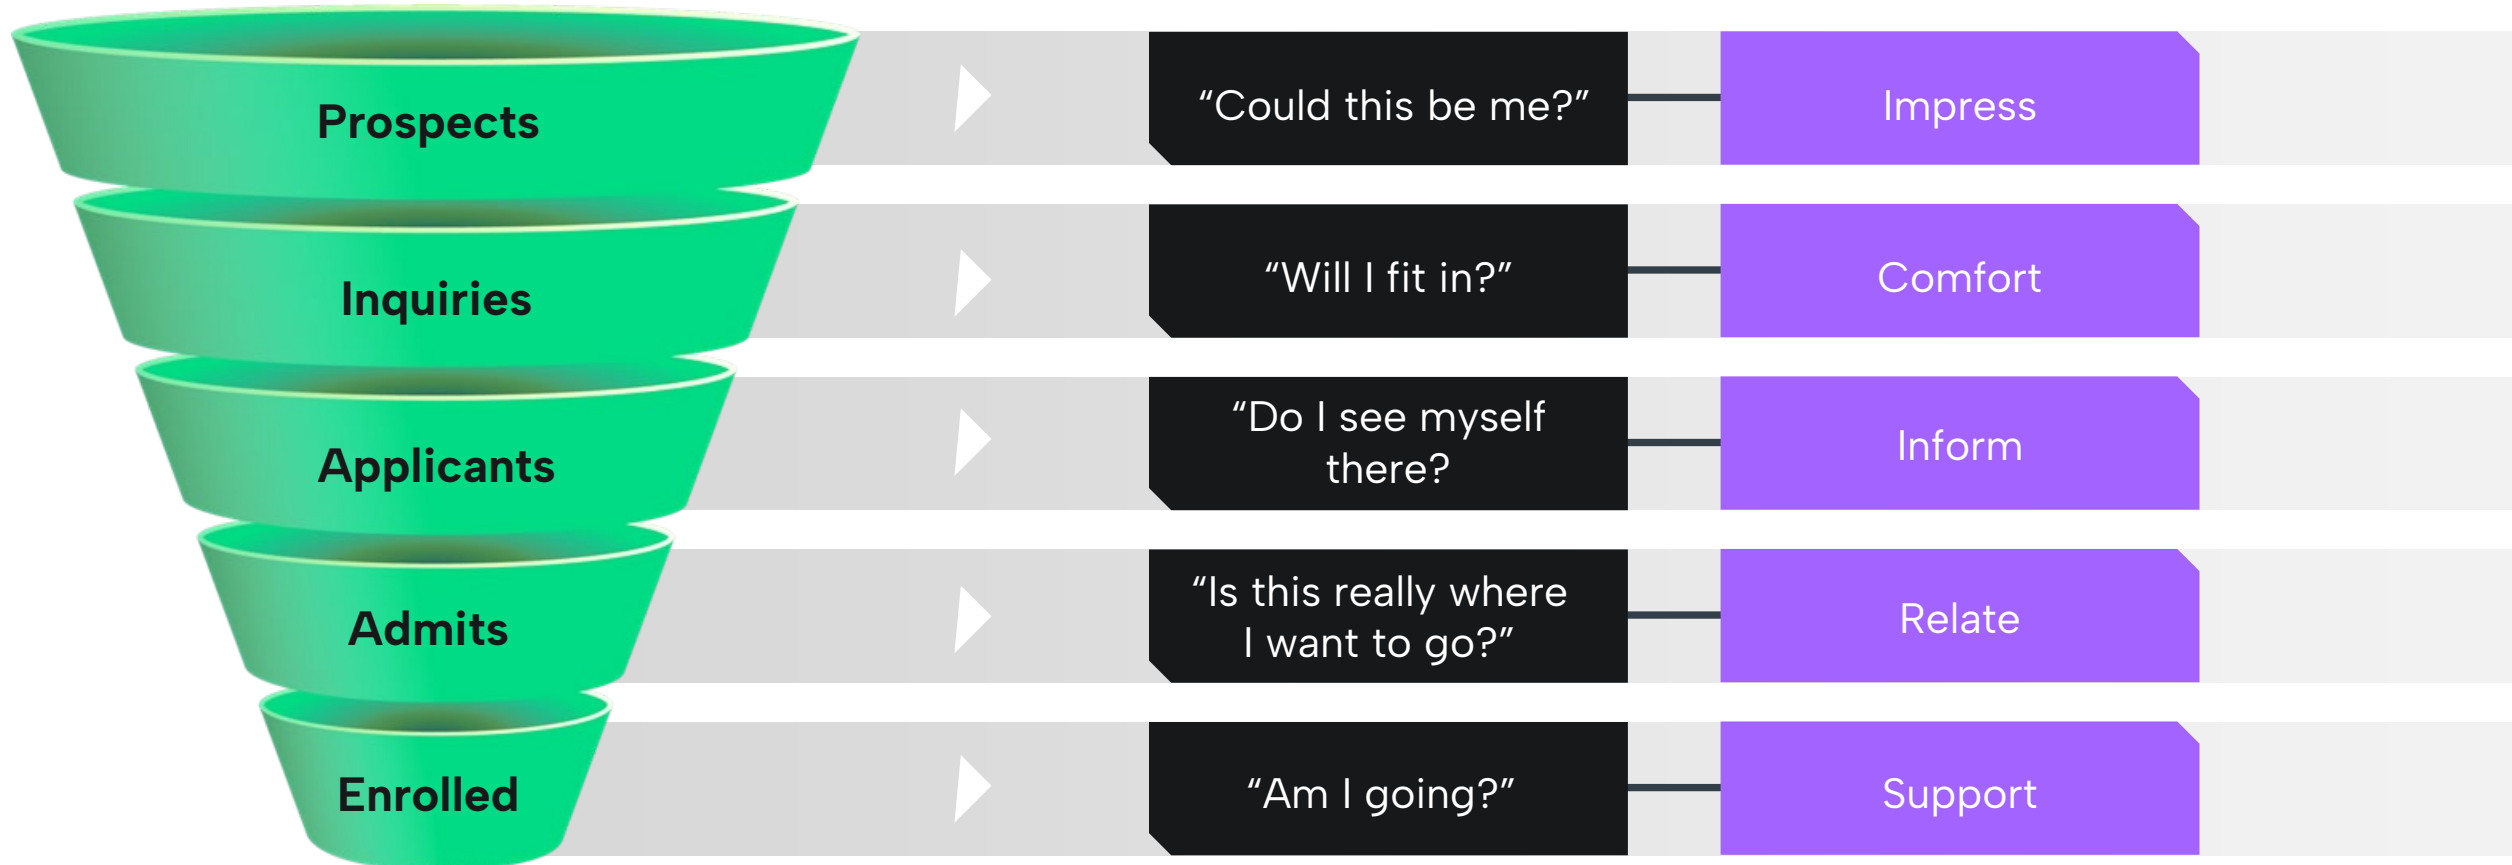 Prospects
“Could this be me?”
Impress
Inquiries
“Will I fit in?”
Comfort
Applicants
“Do I see myself
there?
Inform
Admits
“Is this really where
I want to go?”
Relate
Enrolled
“Am I going?”
Support